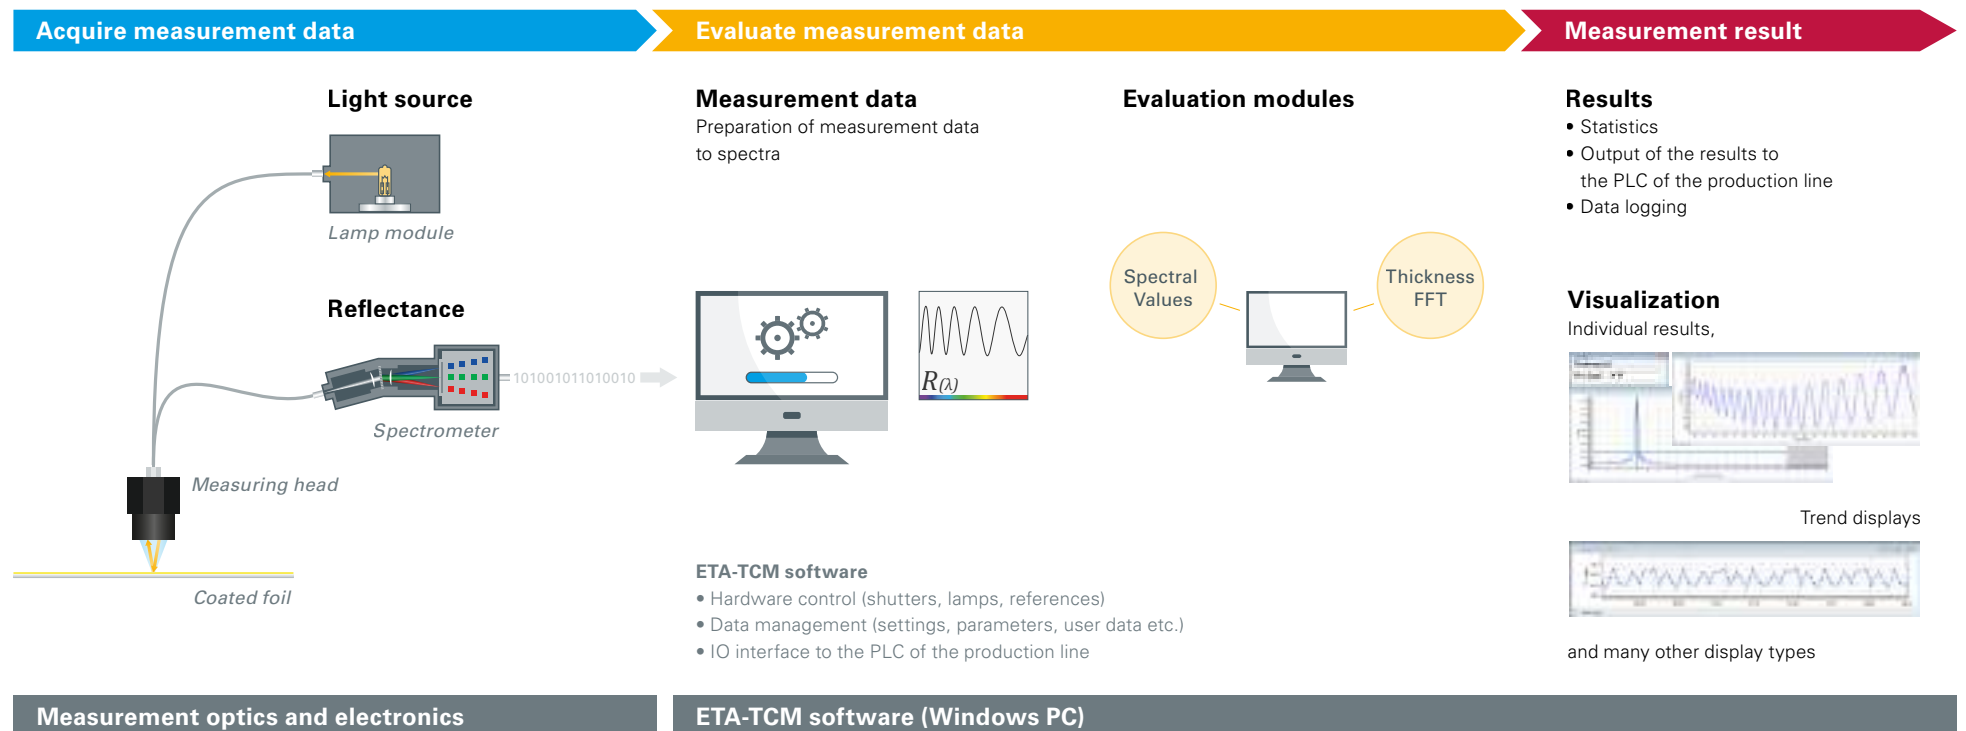 Acquire measurement data
Evaluate measurement data
Measurement result
Light source
Lamp module
Reflectance
101001011010010
Spectrometer
Measuring head
Coated foil
Measurement data
Preparation of measurement data
to spectra
R(λ)
ETA-TCM software
• Hardware control (shutters, lamps, references)
• Data management (settings, parameters, user data etc.)
• IO interface to the PLC of the production line
Evaluation modules
Spectral
Values
Thickness
FFT
Results
• Statistics
• Output of the results to
the PLC of the production line
• Data logging
Visualization
Individual results,
Trend displays
and many other display types
Measurement optics and electronics
ETA-TCM software (Windows PC)